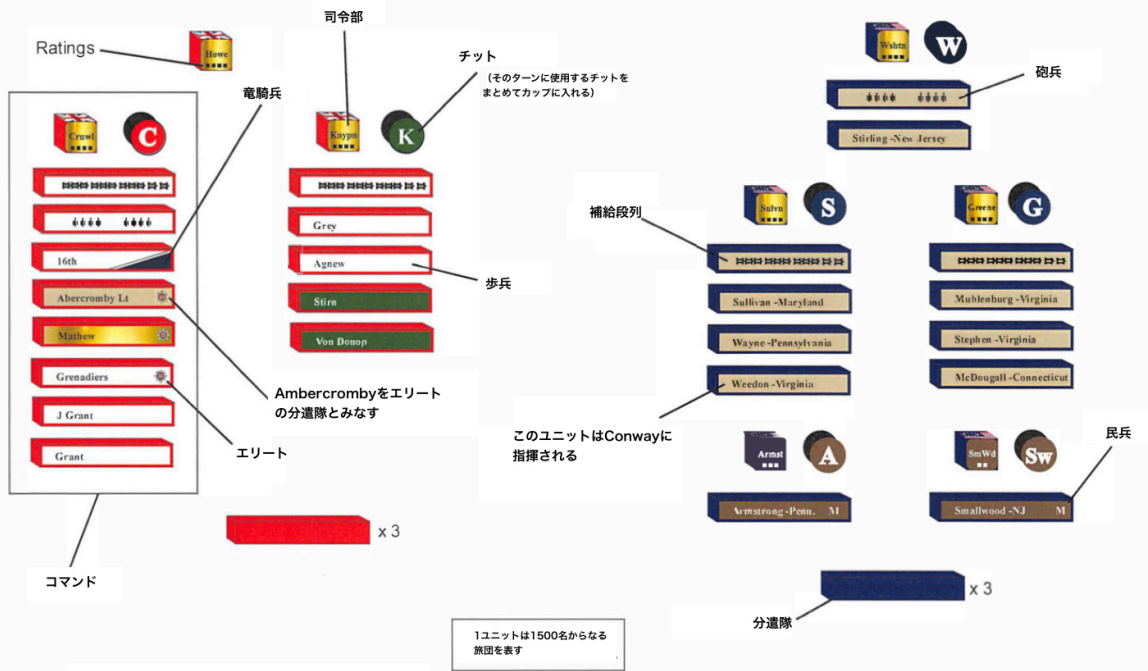 Ratings
Howe
竜騎兵
Crnwl
C
16th
Abercromby Lt
Mathew
Grenadiers
J Grant
Grant
コマンド
司令部
チット
（そのターンに使用するチットを
まとめてカップに入れる）
Knypn
K
Grey
Agnew
Stirn
Von Donop
歩兵
Ambercrombyをエリート
の分遣隊とみなす
エリート
x 3
Wshtn
W
砲兵
Stirling -New Jersey
補給段列
Sulvn
S
Sullivan -Maryland
Wayne -Pennsylvania
Weedon -Virginia
Greene
G
Muhlenburg -Virginia
Stephen -Virginia
McDougall -Connecticut
このユニットはConwayに
指揮される
Armst
A
Armstrong -Penn. M
SmWd
Sw
Smallwood -NJ M
民兵
x 3
分遣隊
1ユニットは1500名からなる
旅団を表す